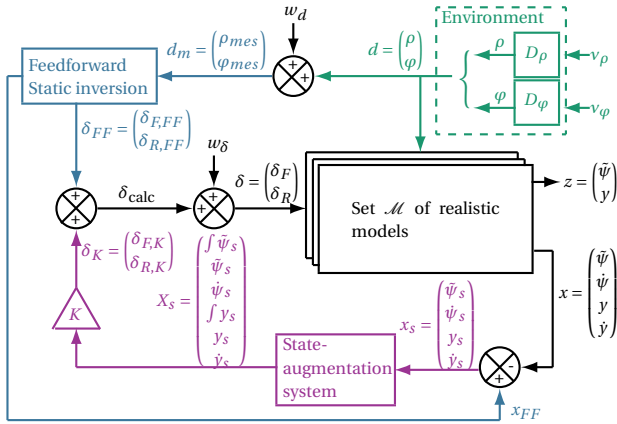 w_d
Environment
d_m = (ρ_mes
φ_mes)
d = (ρ
φ)
ρ
D_ρ
ν_ρ
φ
D_φ
ν_φ
+
+
Feedforward
Static inversion
δ_FF = (δ_F,FF
δ_R,FF)
w_δ
δ_calc
+
+
+
+
δ = (δ_F
δ_R)
Set ℳ of realistic
models
z = (ψ̃
y)
δ_K = (δ_F,K
δ_R,K)
X_s = (∫ψ̃_s
ψ̃_s
ψ̇_s
∫y_s
y_s
ẏ_s)
x_s = (ψ̃_s
ψ̇_s
y_s
ẏ_s)
x = (ψ̃
ψ̇
y
ẏ)
K
State-
augmentation
system
-
+
x_FF